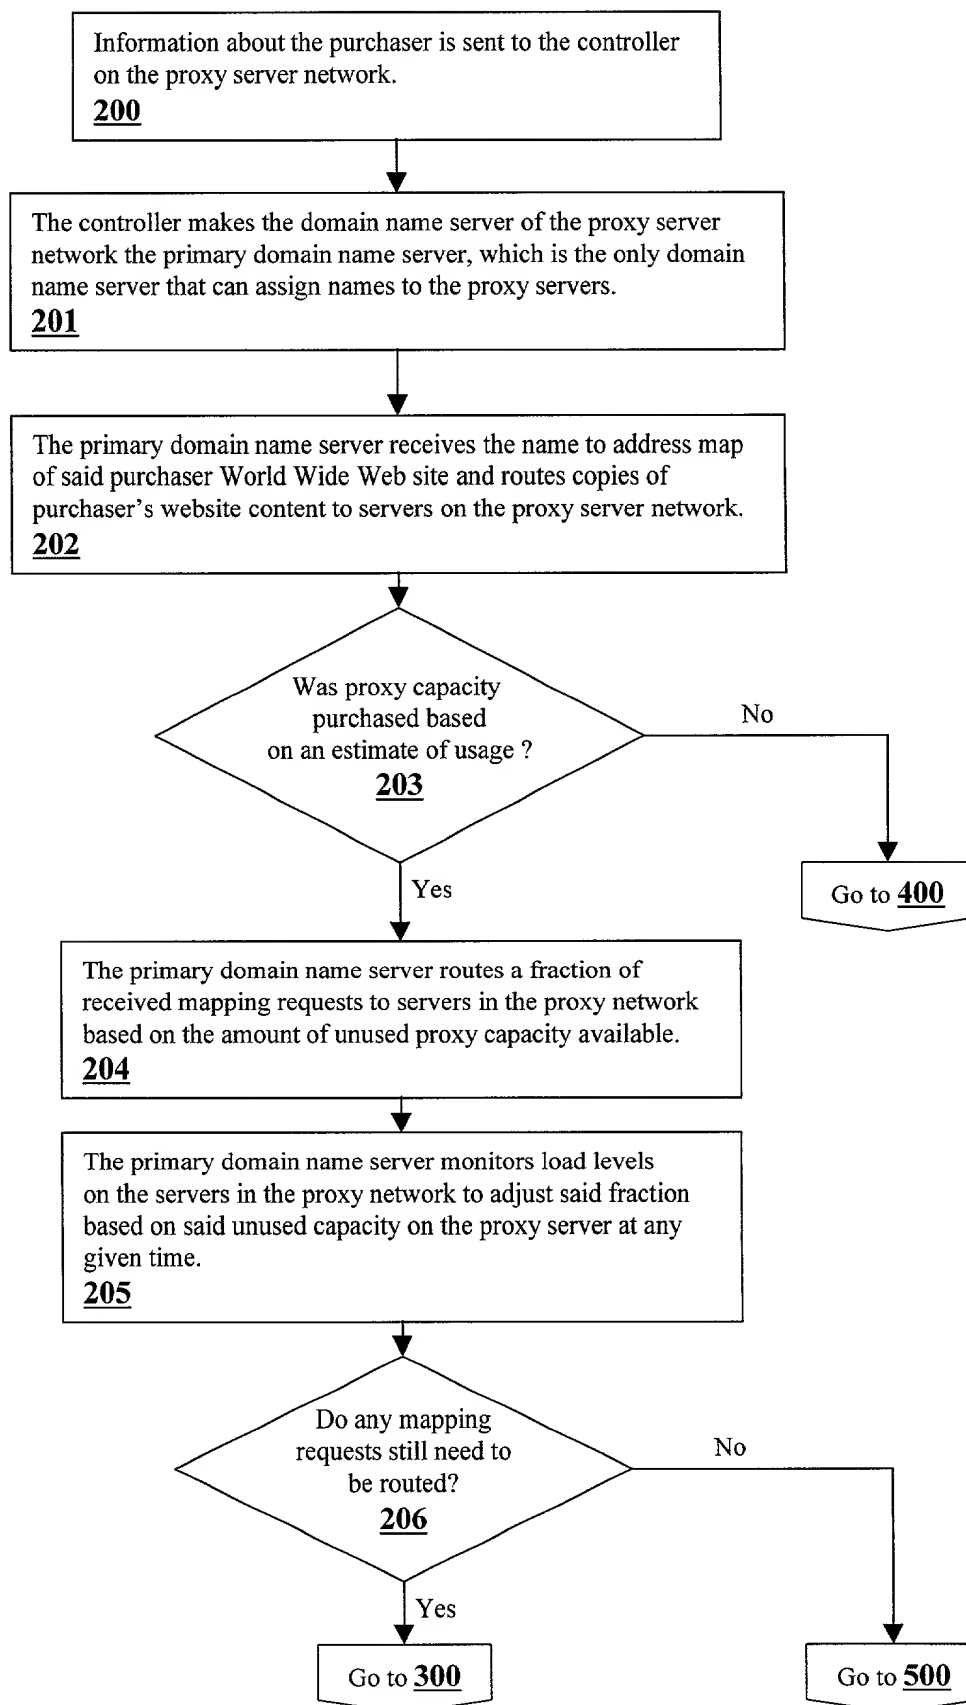 Information about the purchaser is sent to the controller
on the proxy server network.
200
The controller makes the domain name server of the proxy server
network the primary domain name server, which is the only domain
name server that can assign names to the proxy servers.
201
The primary domain name server receives the name to address map
of said purchaser World Wide Web site and routes copies of
purchaser's website content to servers on the proxy server network.
202
Was proxy capacity
purchased based
on an estimate of usage ?
203
No
Go to 400
Yes
The primary domain name server routes a fraction of
received mapping requests to servers in the proxy network
based on the amount of unused proxy capacity available.
204
The primary domain name server monitors load levels
on the servers in the proxy network to adjust said fraction
based on said unused capacity on the proxy server at any
given time.
205
Do any mapping
requests still need to
be routed?
206
No
Yes
Go to 300
Go to 500